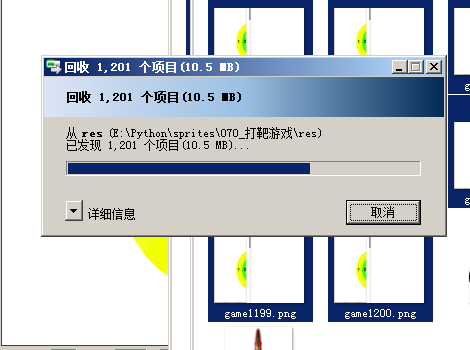 回收 1,201 个项目(10.5 MB)
回收 1,201 个项目(10.5 MB)
从 res (E:\Python\sprites\070_打靶游戏\res)
已发现 1,201 个项目(10.5 MB)...
详细信息
取消
game1199.png
game1200.png